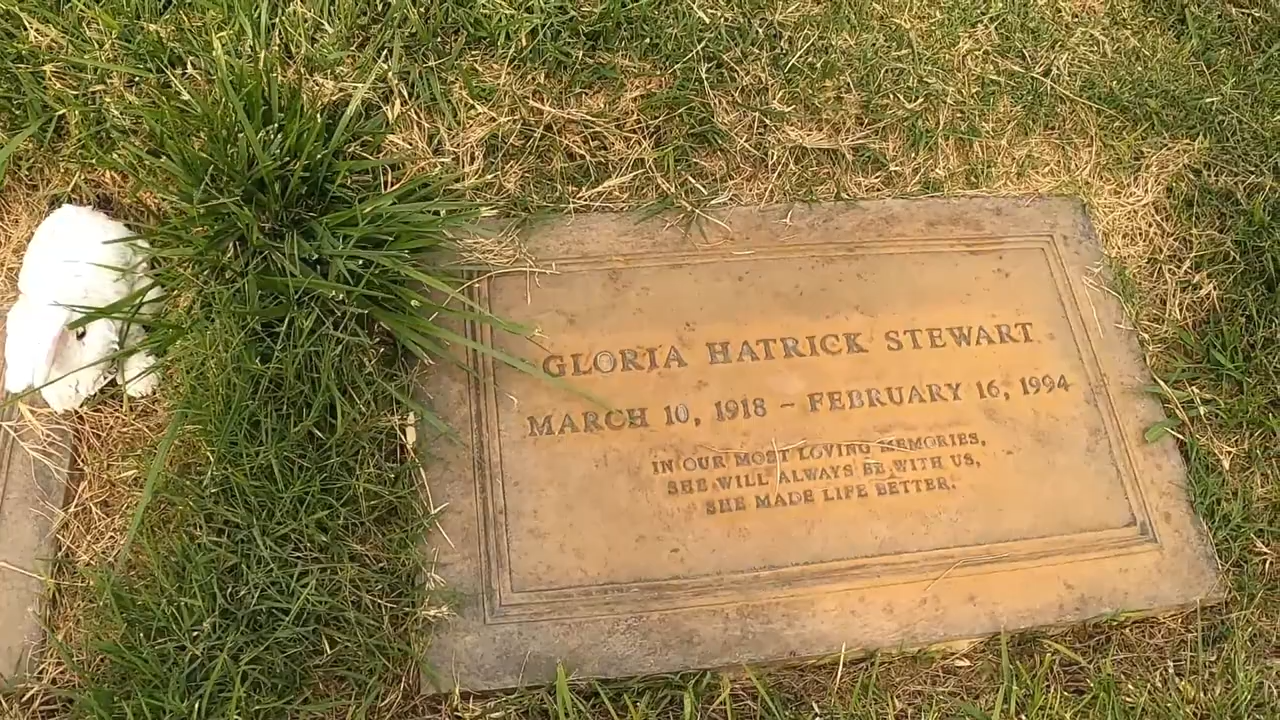 GLORIA HATRICK STEWART
MARCH 10, 1918 - FEBRUARY 16, 1994
IN OUR MOST LOVING MEMORIES,
SHE WILL ALWAYS BE WITH US,
SHE MADE LIFE BETTER.